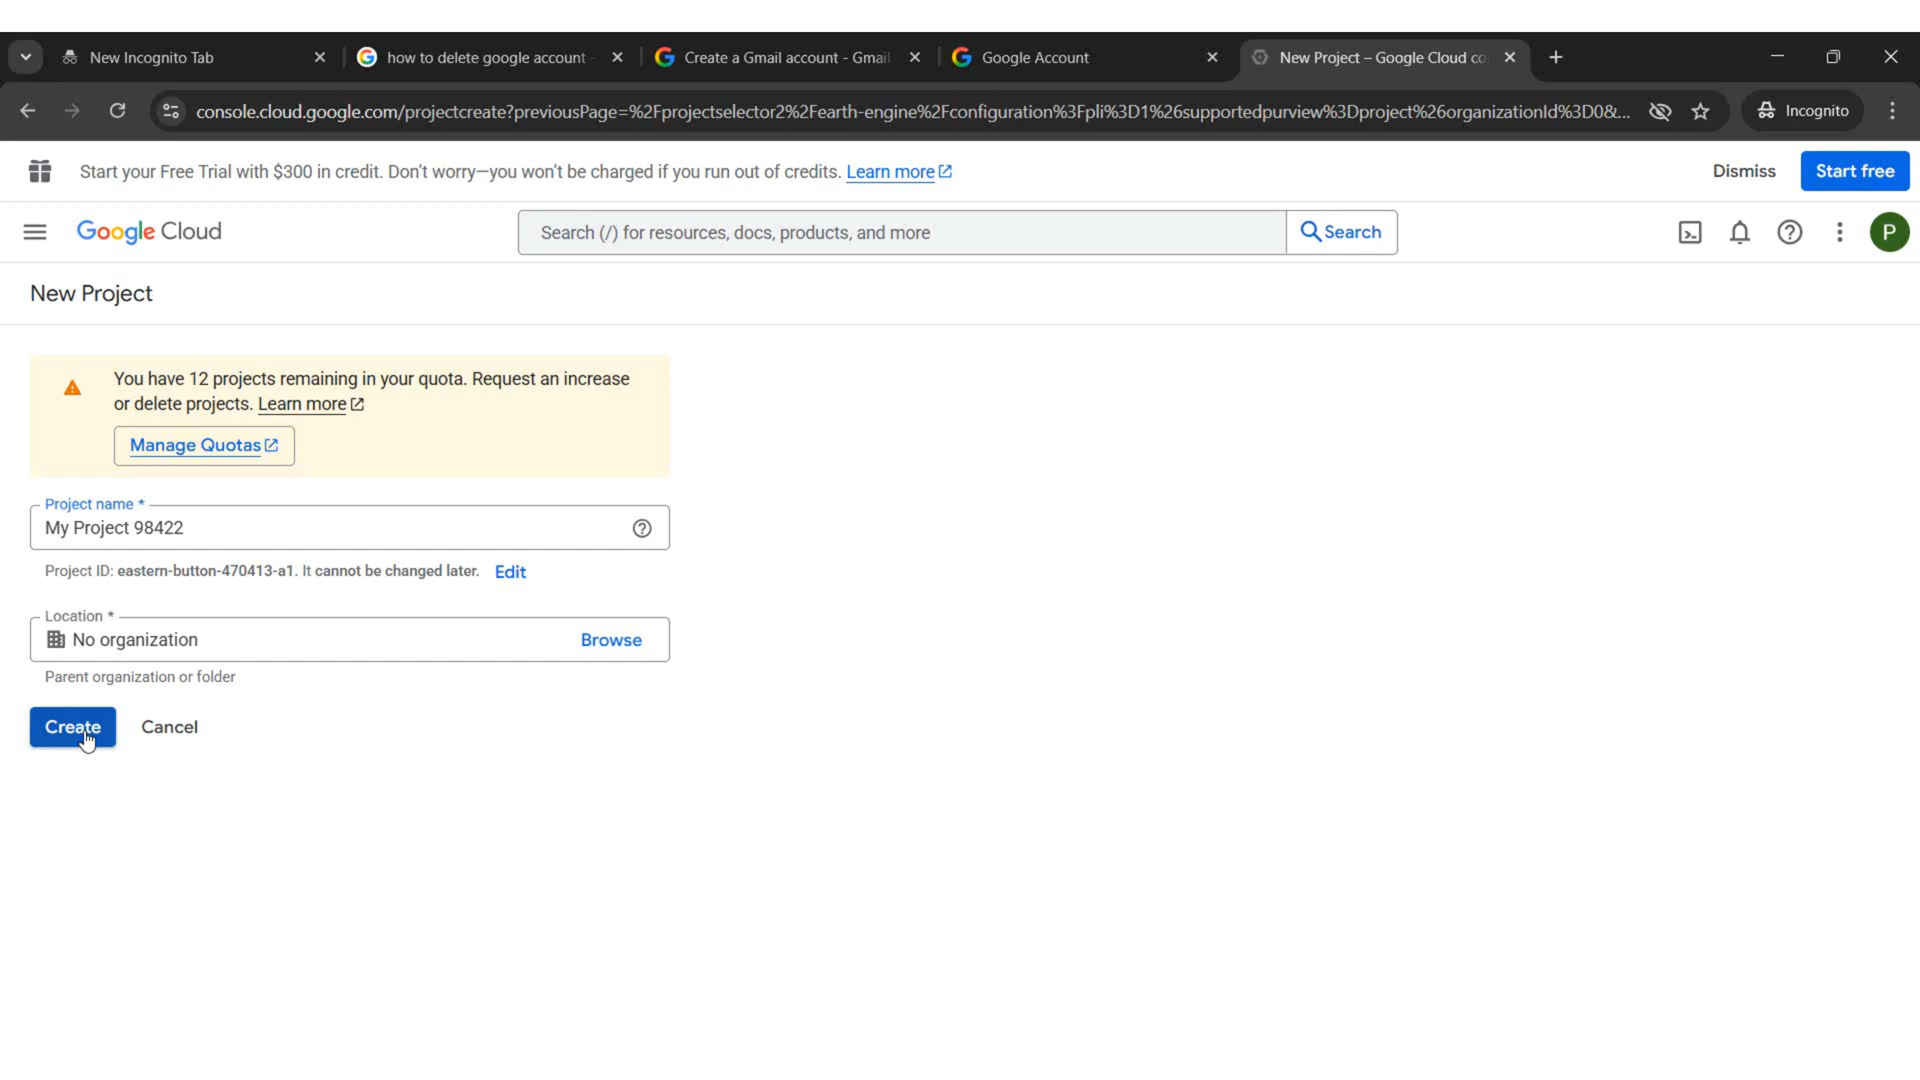 New Incognito Tab
how to delete google account -
Create a Gmail account - Gmail
Google Account
New Project – Google Cloud co
console.cloud.google.com/projectcreate?previousPage=%2Fprojectselector2%2Fearth-engine%2Fconfiguration%3Fpli%3D1%26supportedpurview%3Dproject%26organizationId%3D0&...
Incognito
Start your Free Trial with $300 in credit. Don’t worry—you won’t be charged if you run out of credits. Learn more
Dismiss
Start free
Google Cloud
Search (/) for resources, docs, products, and more
Search
P
New Project
You have 12 projects remaining in your quota. Request an increase
or delete projects. Learn more
Manage Quotas
Project name *
My Project 98422
Project ID: eastern-button-470413-a1. It cannot be changed later. Edit
Location *
No organization
Browse
Parent organization or folder
Create
Cancel